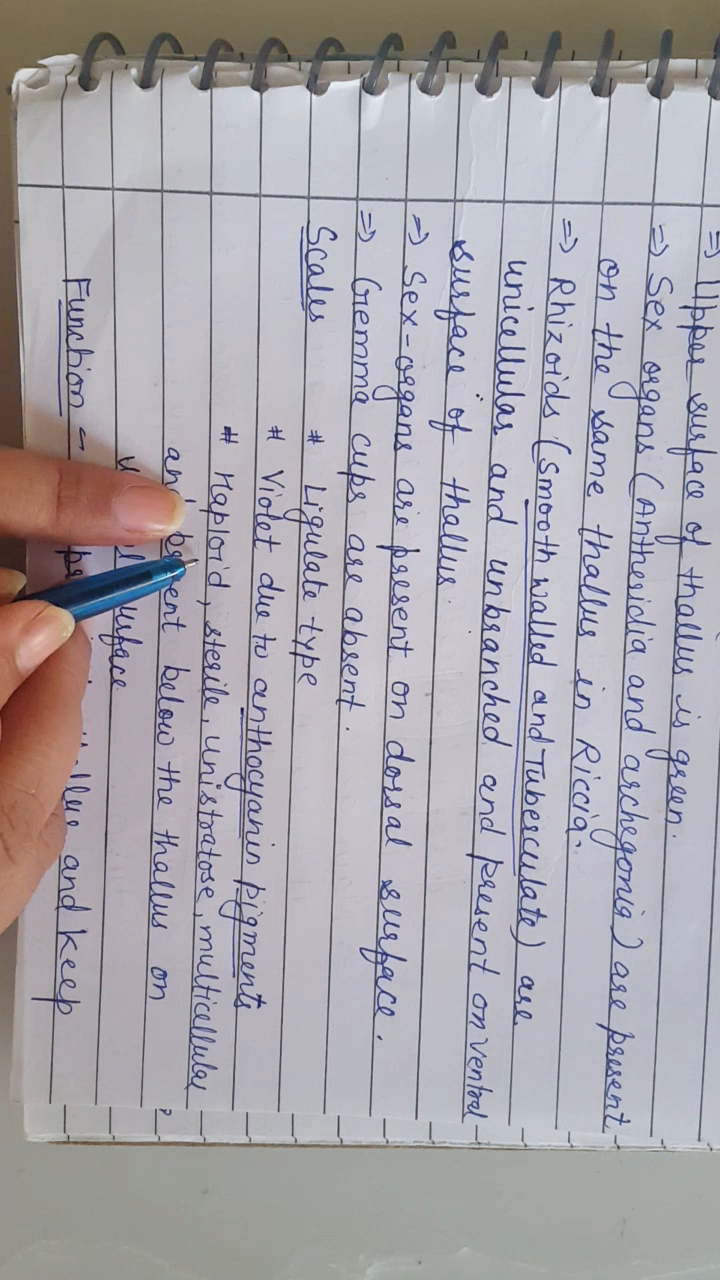 => Upper surface of thallus is green.
=> Sex organs (Antheridia and archegonia) are present
on the same thallus in Riccia.
=> Rhizoids (Smooth walled and Tuberculate) are
unicellular and unbranched and present on ventral
surface of thallus.
=> Sex-organs are present on dorsal surface.
=> Gemma cups are absent.
Scales # Ligulate type
# Violet due to anthocyanin pigments
# Haploid, sterile, unistratose, multicellular
and below the thallus on
surface
Function and keep